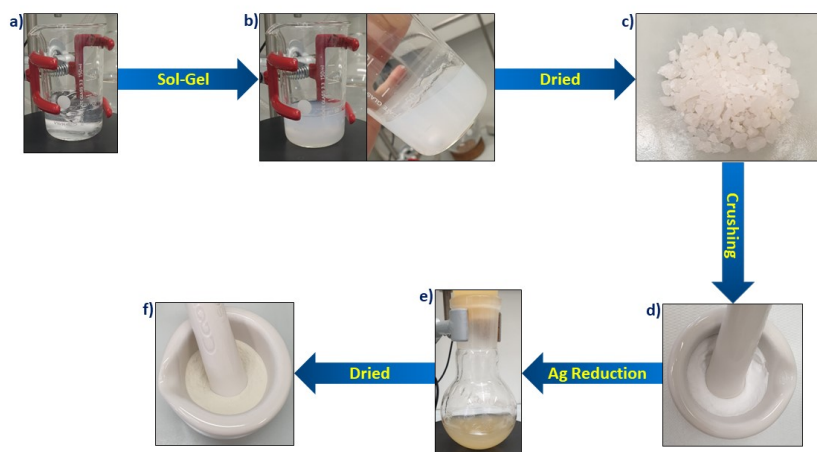 a)
Sol-Gel
b)
Dried
c)
Crushing
d)
Ag Reduction
e)
Dried
f)